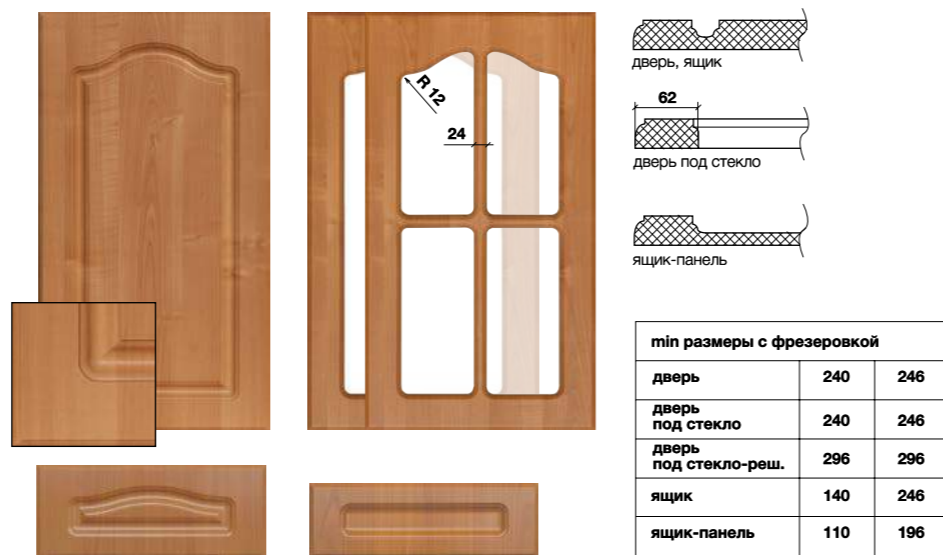 дверь, ящик
62
дверь под стекло
ящик-панель
R 12
24
min размеры с фрезеровкой
дверь 240 246
дверь
под стекло 240 246
дверь
под стекло-реш. 296 296
ящик 140 246
ящик-панель 110 196